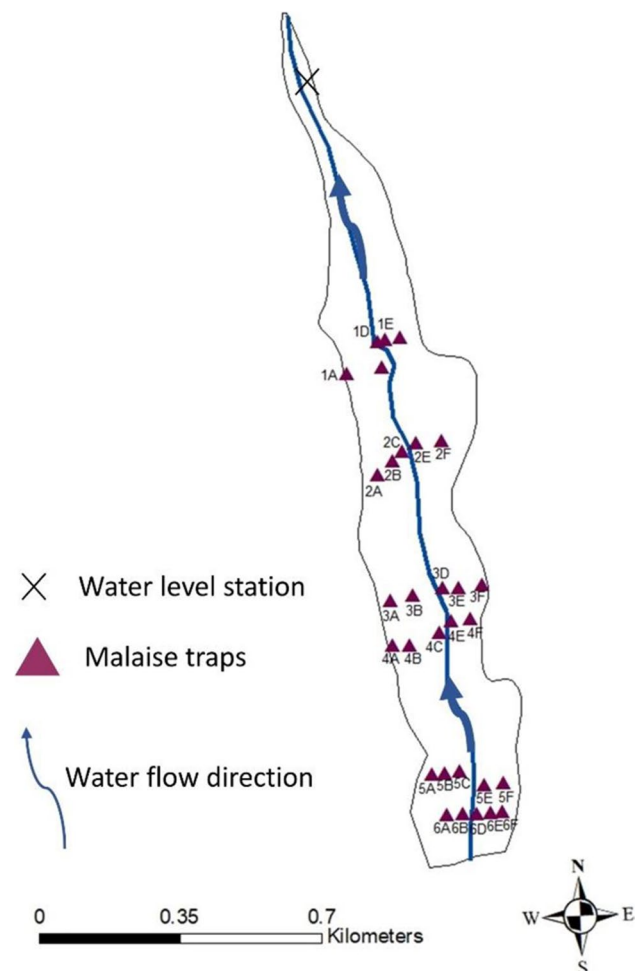 1D 1E
1A
2C 2E 2F
2B
2A
3D
3A 3B 3E 3F
4C 4E 4F
4A 4B
5A 5B 5C 5E 5F
6A 6B 6D 6E 6F
Water level station
Malaise traps
Water flow direction
0 0.35 0.7
Kilometers
N
W E
S